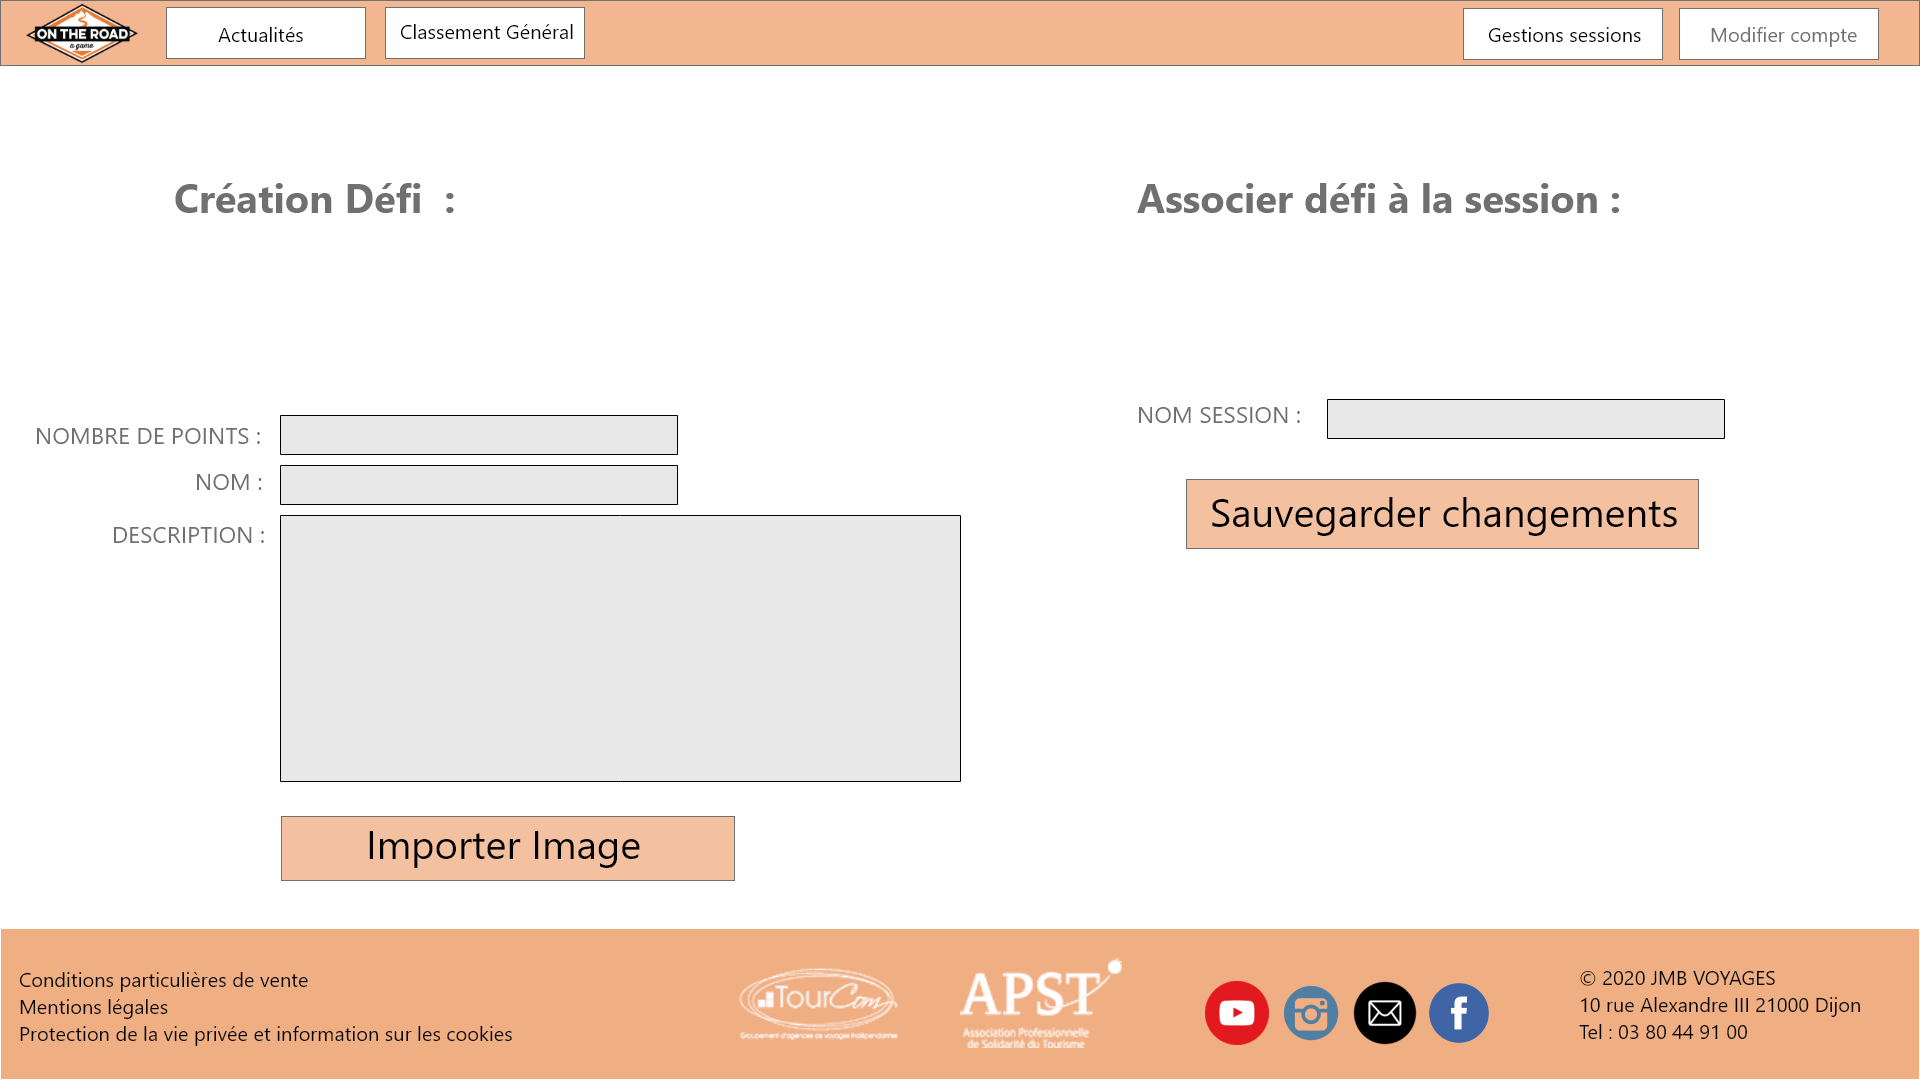 ON THE ROAD
a game
Actualités
Classement Général
Gestions sessions
Modifier compte
Création Défi :
Associer défi à la session :
NOMBRE DE POINTS :
NOM :
DESCRIPTION :
NOM SESSION :
Sauvegarder changements
Importer Image
Conditions particulières de vente
Mentions légales
Protection de la vie privée et information sur les cookies
TourCom
Groupement d'agences de voyages indépendantes
APST
Association Professionnelle
de Solidarité du Tourisme
f
© 2020 JMB VOYAGES
10 rue Alexandre III 21000 Dijon
Tel : 03 80 44 91 00